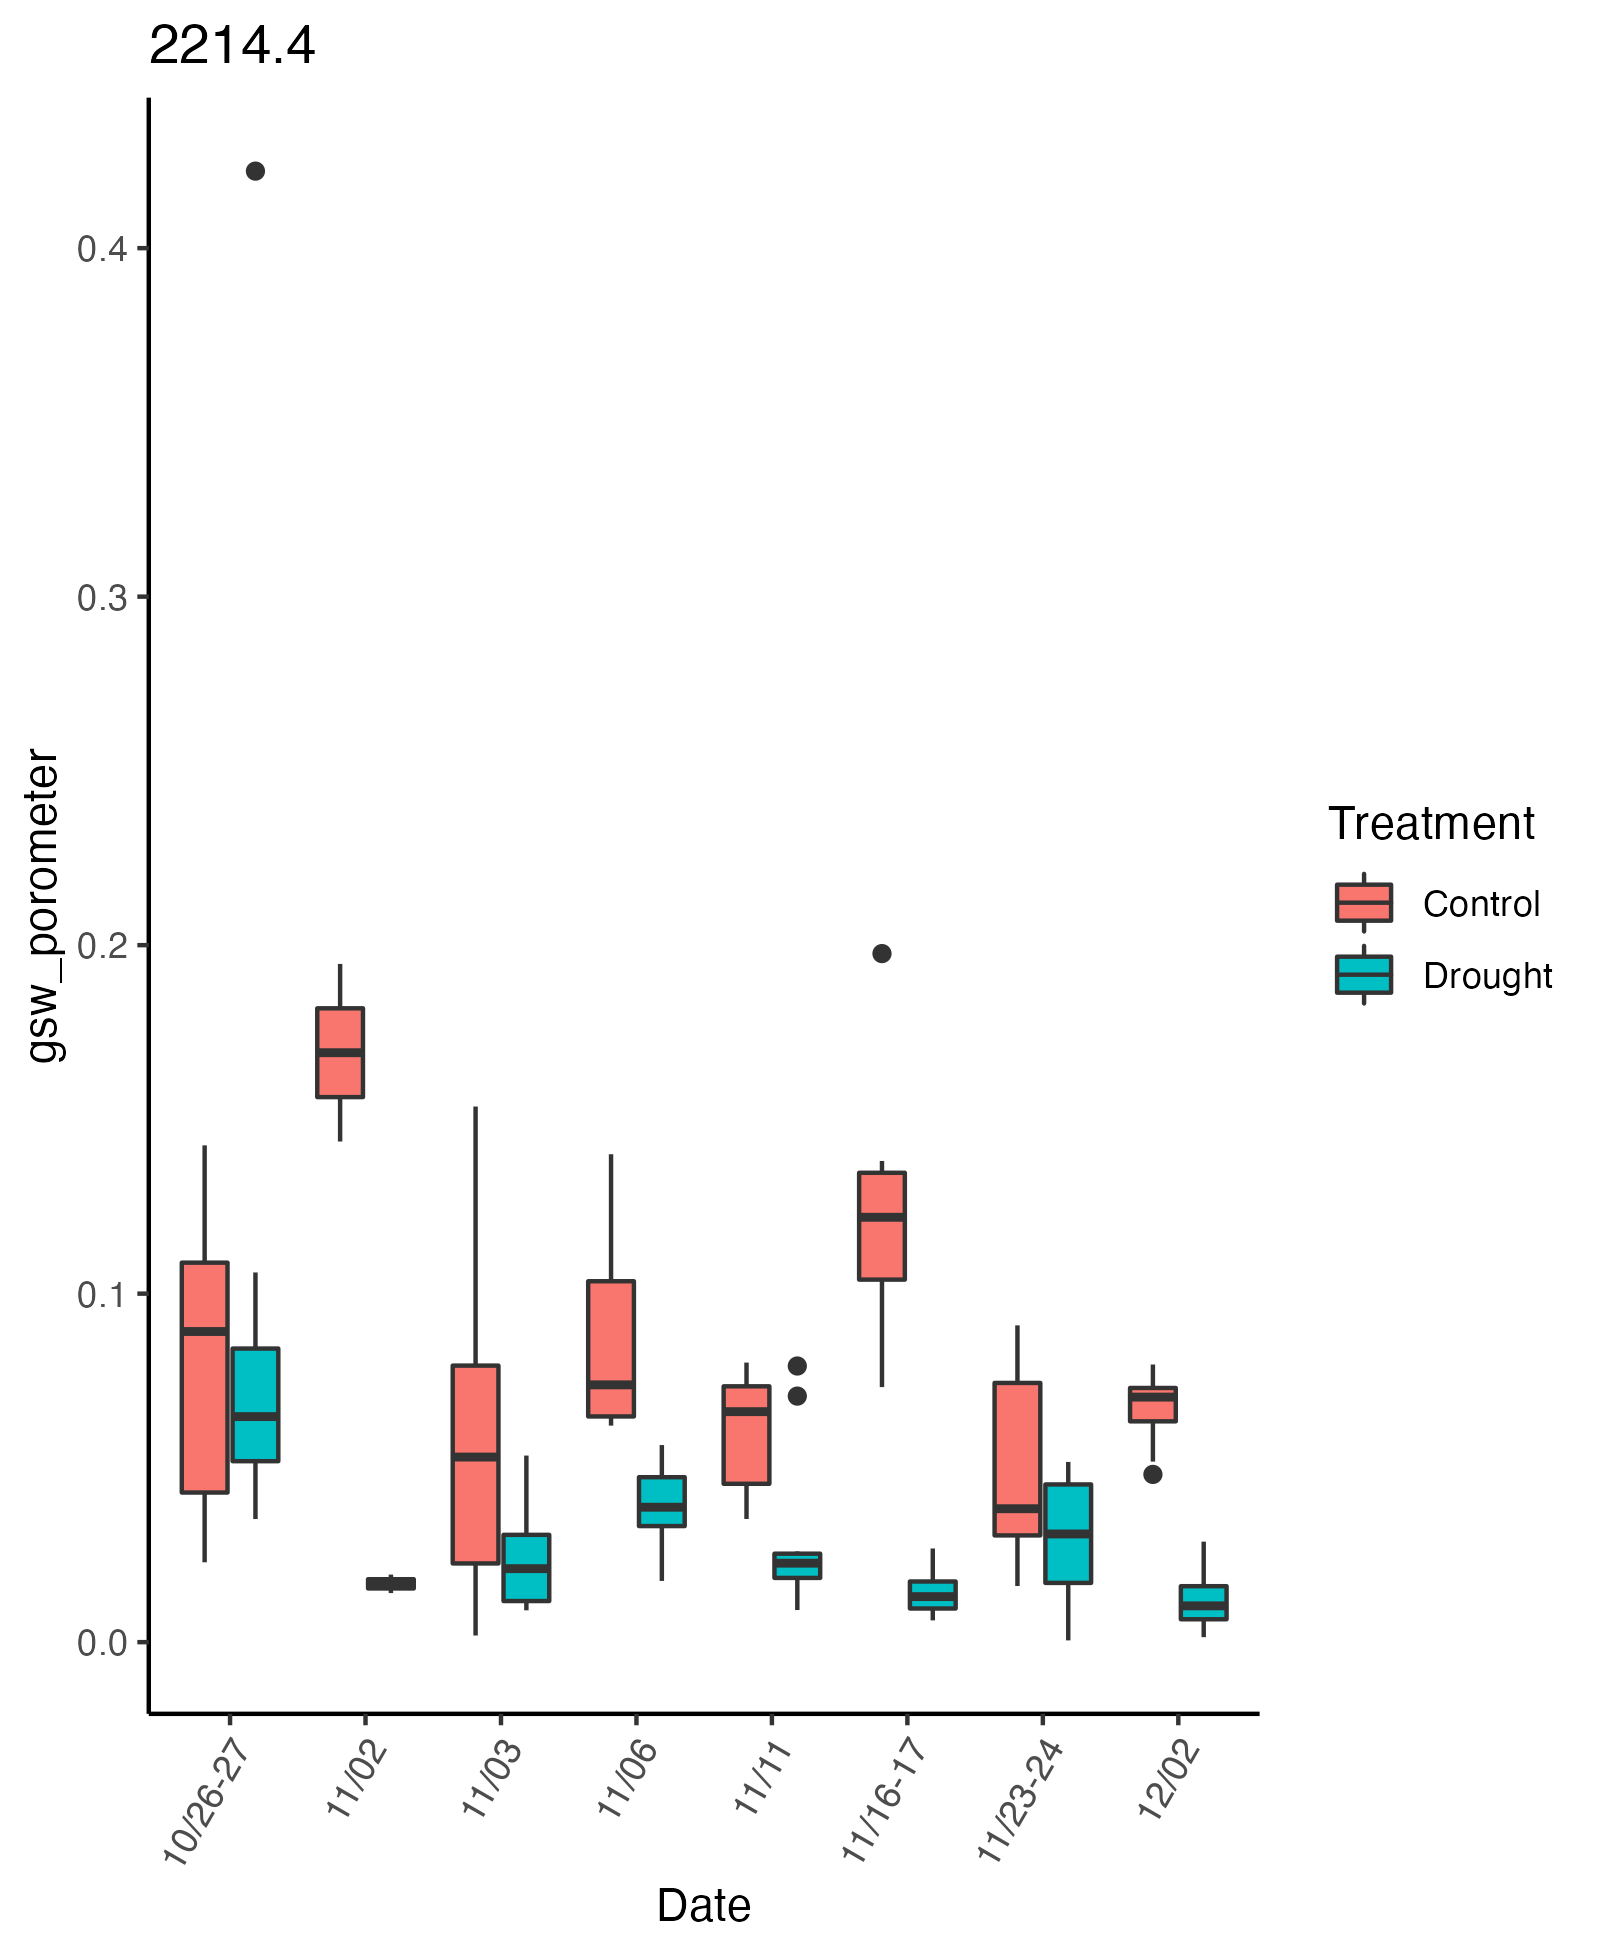 2214.4
gsw_porometer
0.4
0.3
0.2
0.1
0.0
10/26-27
11/02
11/03
11/06
11/11
11/16-17
11/23-24
12/02
Date
Treatment
Control
Drought